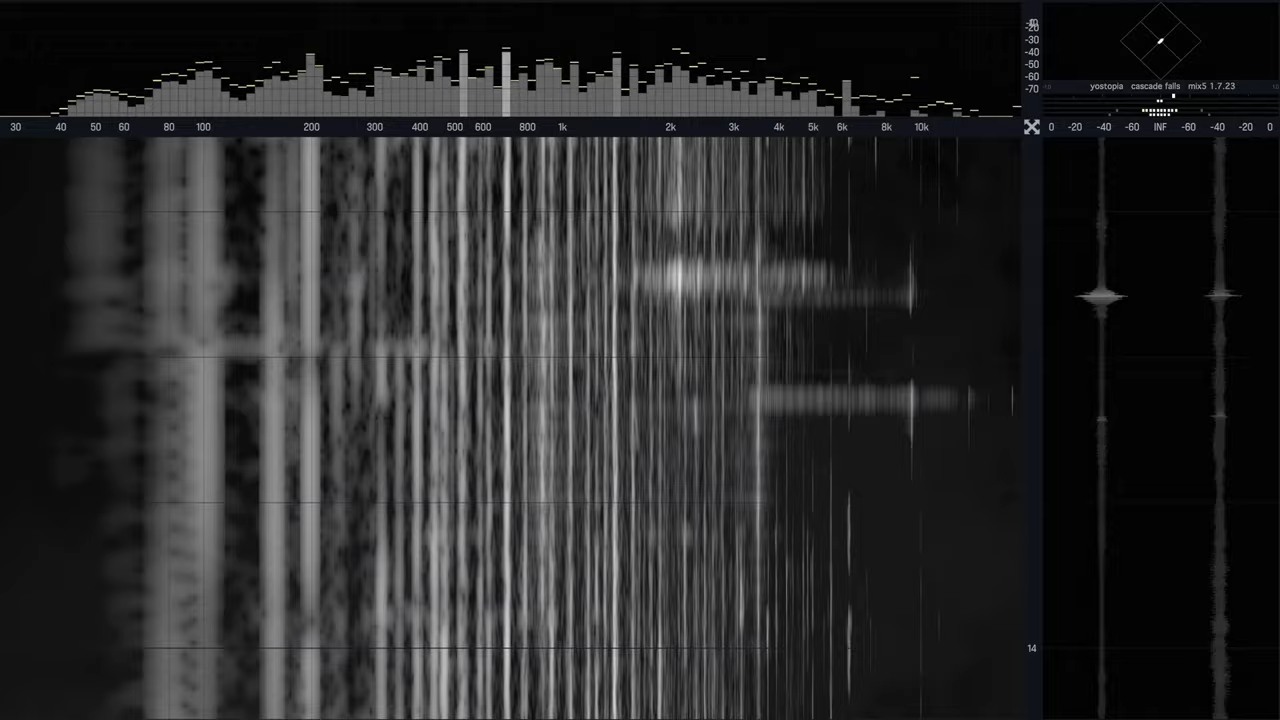 -20
-30
-40
-50
-60
-70
yostopia cascade falls mix5 1.7.23
30 40 50 60 80 100 200 300 400 500 600 800 1k 2k 3k 4k 5k 6k 8k 10k
0 -20 -40 -60 INF -60 -40 -20 0
14